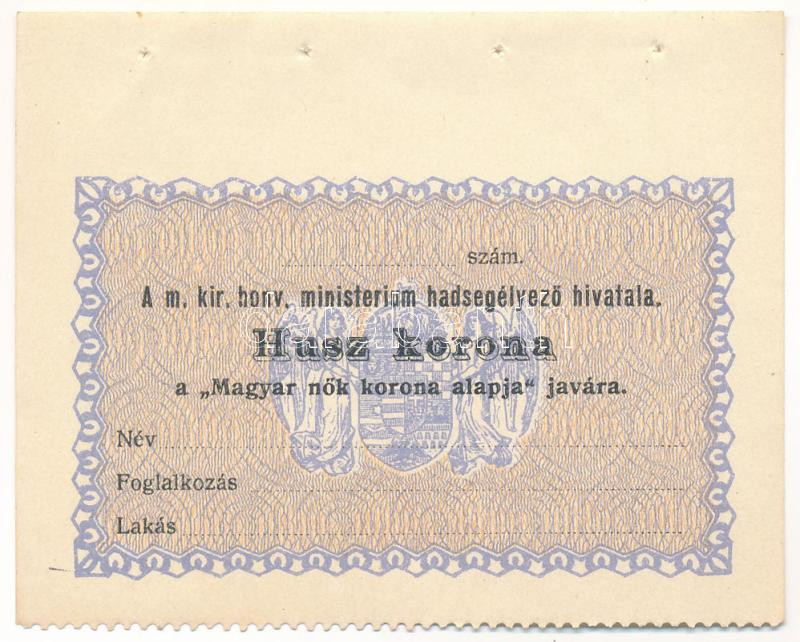 szám.
A m. kir. honv. ministerium hadsegélyező hivatala.
Husz korona
a „Magyar nők korona alapja“ javára.
Név
Foglalkozás
Lakás